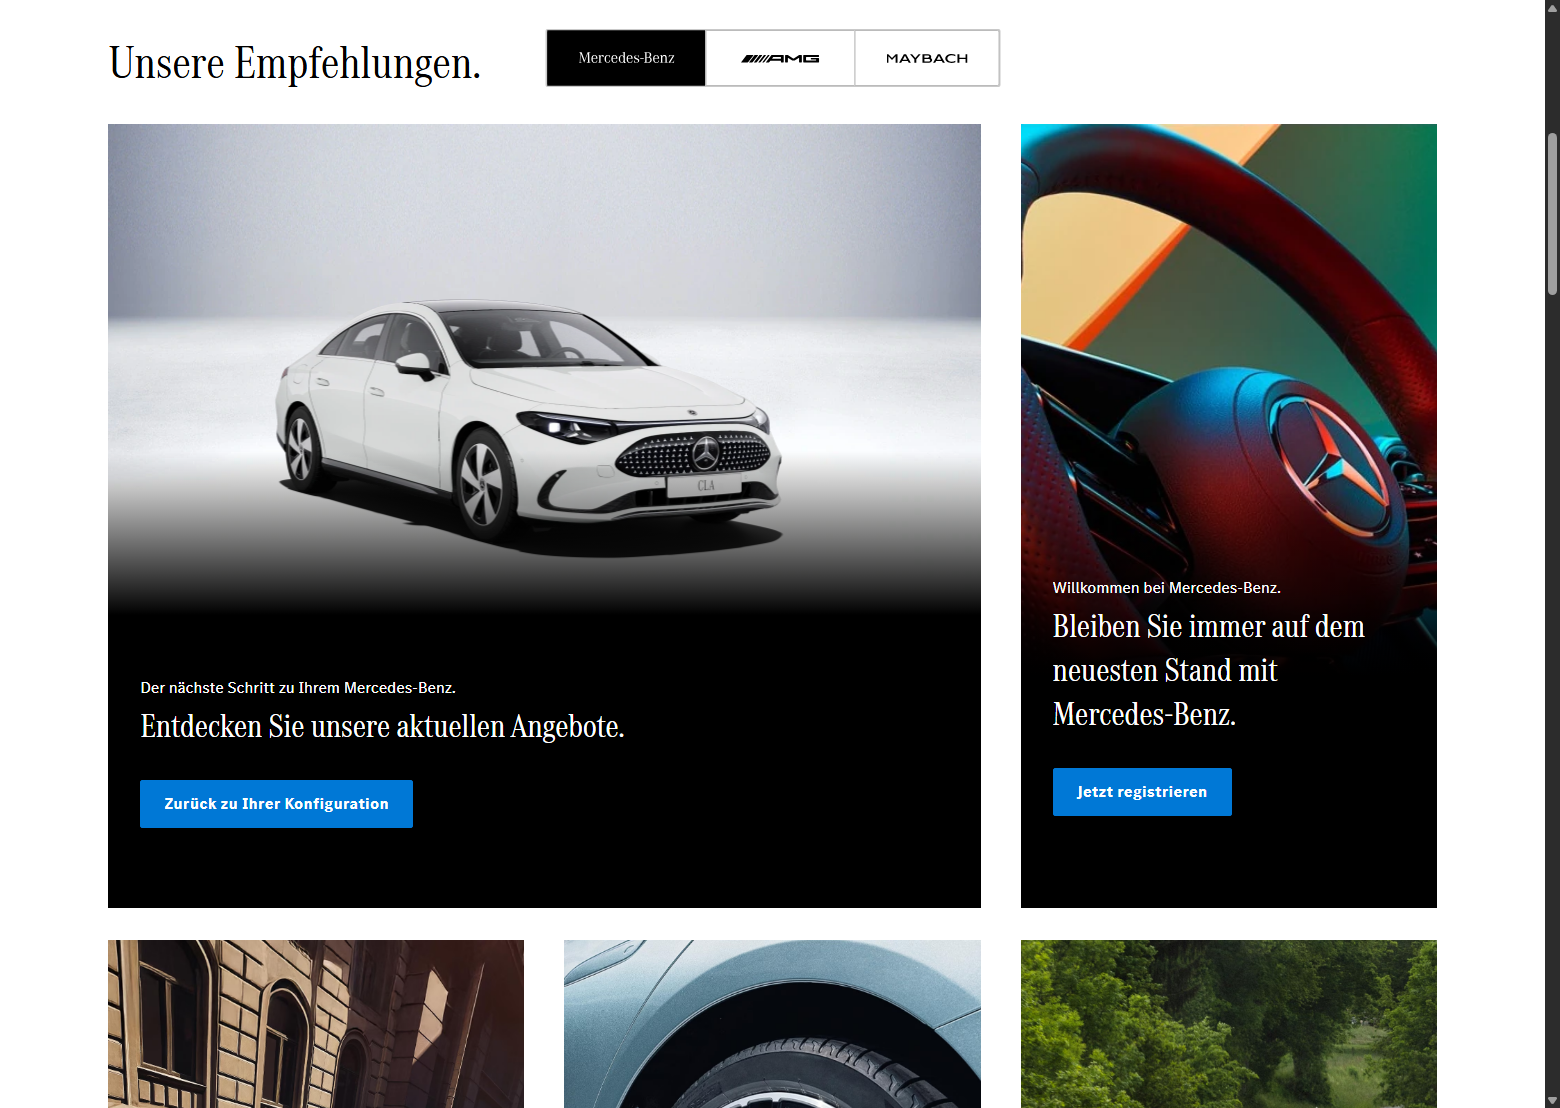 Unsere Empfehlungen.
Mercedes-Benz
AMG
MAYBACH
CLA
Der nächste Schritt zu Ihrem Mercedes-Benz.
Entdecken Sie unsere aktuellen Angebote.
Zurück zu Ihrer Konfiguration
Willkommen bei Mercedes-Benz.
Bleiben Sie immer auf dem
neuesten Stand mit
Mercedes-Benz.
Jetzt registrieren